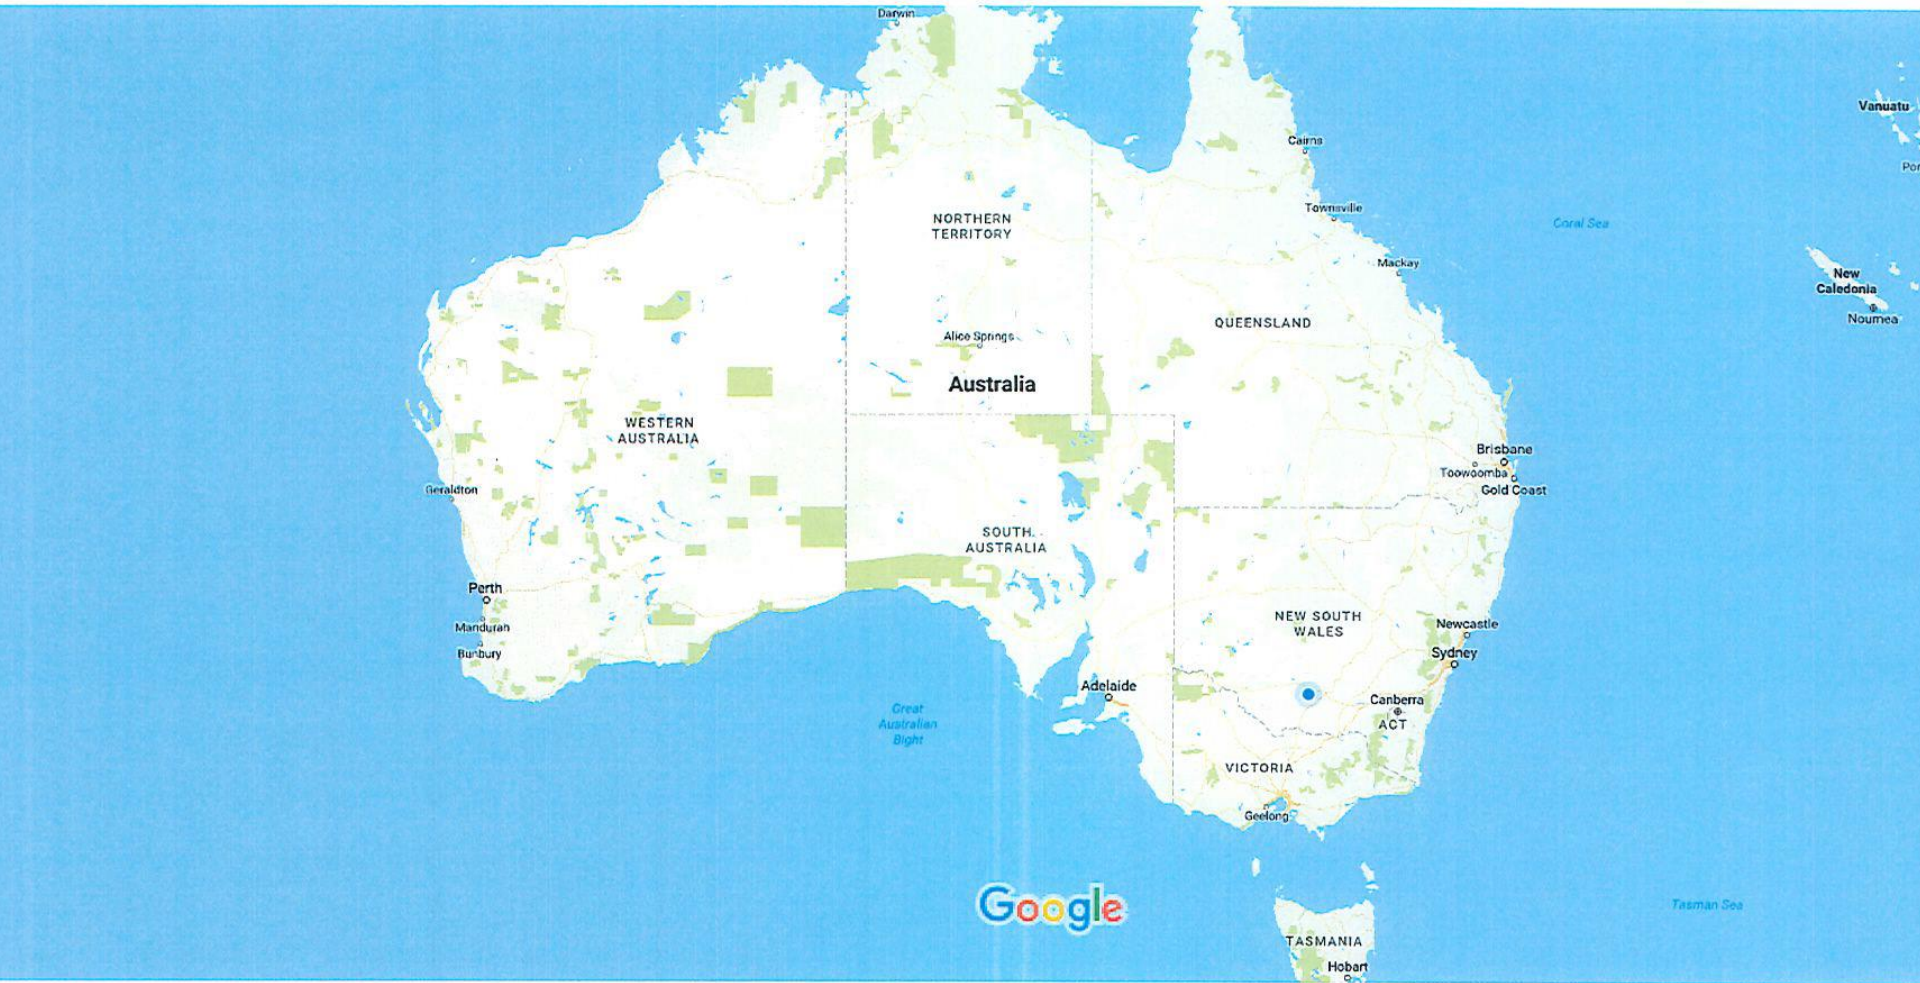 Darwin
Vanuatu
Cairns
Por
Townsville
NORTHERN
TERRITORY
Coral Sea
Mackay
New
Caledonia
Noumea
QUEENSLAND
Alice Springs
Australia
WESTERN
AUSTRALIA
Brisbane
Toowoomba
Gold Coast
Geraldton
SOUTH
AUSTRALIA
Perth
Mandurah
Bunbury
NEW SOUTH
WALES
Newcastle
Sydney
Adelaide
Canberra
ACT
Great
Australian
Bight
VICTORIA
Geelong
Google
Tasman Sea
TASMANIA
Hobart